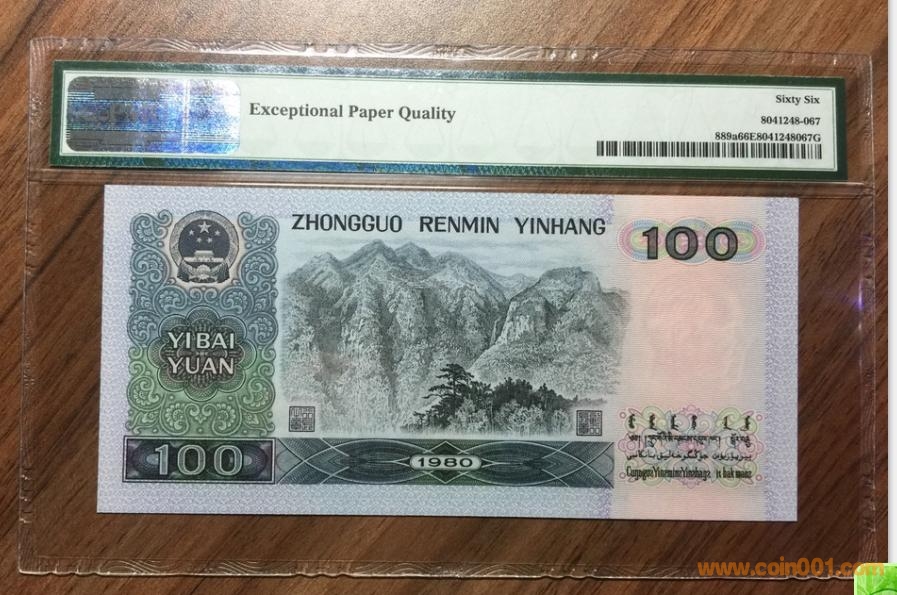 Exceptional Paper Quality
Sixty Six
8041248-067
889a66E8041248067G
ZHONGGUO RENMIN YINHANG
100
YIBAI
YUAN
100
1980
www.coin001.com